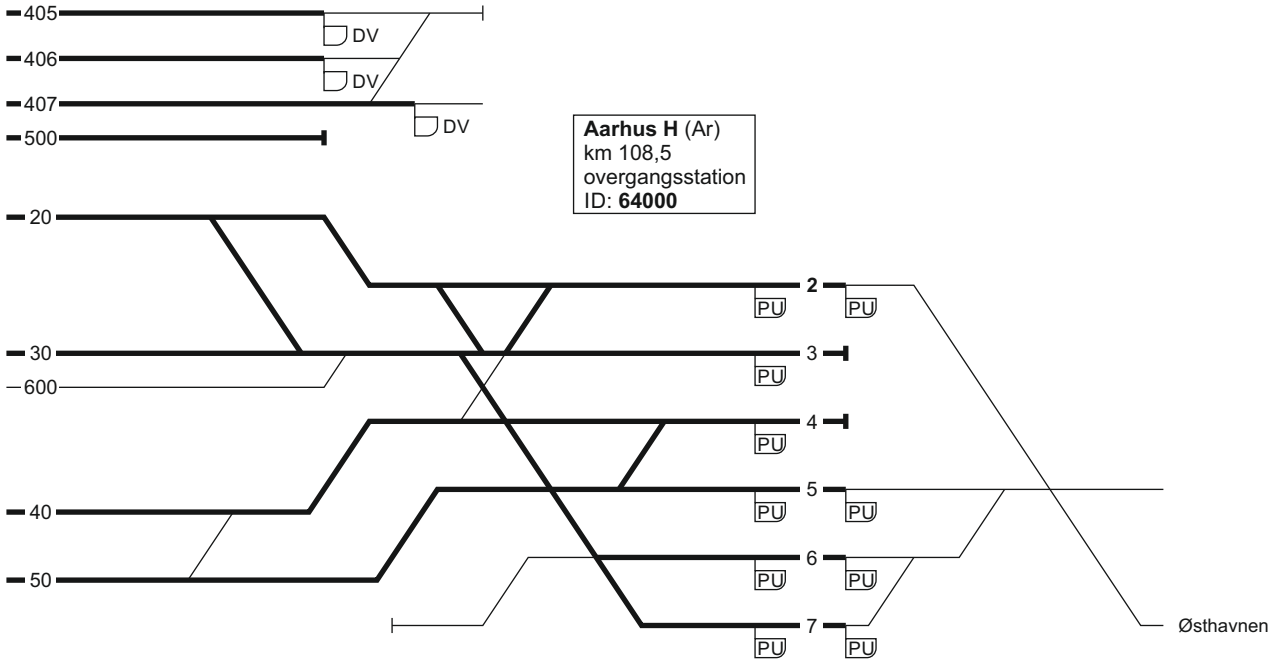 405
DV
406
DV
407
DV
500
Aarhus H (Ar)
km 108,5
overgangsstation
ID: 64000
20
2
PU PU
30
3
600
PU
4
PU
5
40
PU PU
6
50
PU PU
7
Østhavnen
PU PU